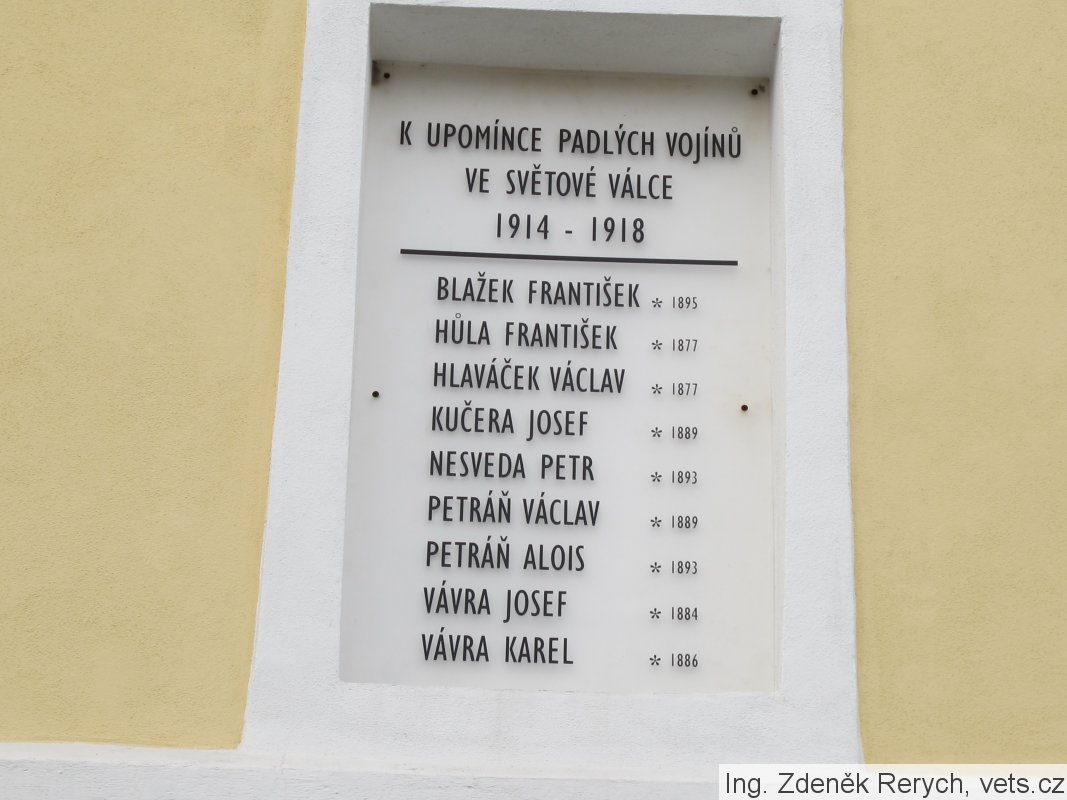 K UPOMÍNCE PADLÝCH VOJÍNŮ
VE SVĚTOVÉ VÁLCE
1914 - 1918
BLAŽEK FRANTIŠEK * 1895
HŮLA FRANTIŠEK * 1877
HLAVÁČEK VÁCLAV * 1877
KUČERA JOSEF * 1889
NESVEDA PETR * 1893
PETRÁŇ VÁCLAV * 1889
PETRÁŇ ALOIS * 1893
VÁVRA JOSEF * 1884
VÁVRA KAREL * 1886
Ing. Zdeněk Rerych, vets.cz